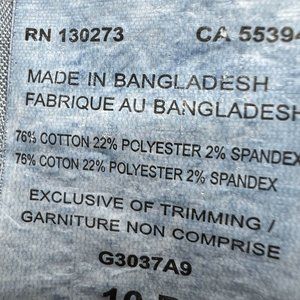 RN 130273 CA 55394
MADE IN BANGLADESH
FABRIQUE AU BANGLADESH
76% COTTON 22% POLYESTER 2% SPANDEX
76% COTON 22% POLYESTER 2% SPANDEX
EXCLUSIVE OF TRIMMING /
GARNITURE NON COMPRISE
G3037A9